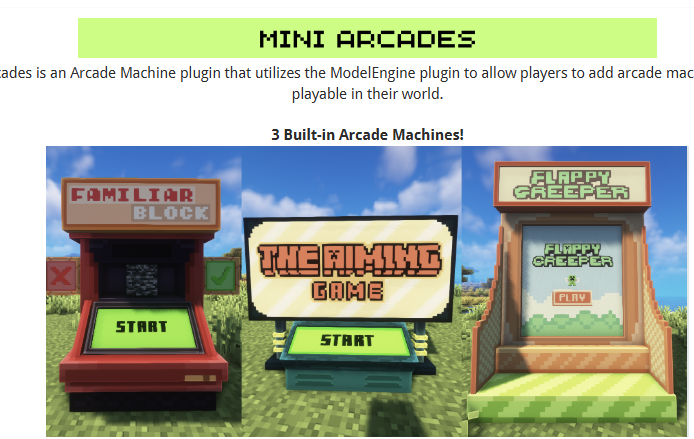 MINI ARCADES
cades is an Arcade Machine plugin that utilizes the ModelEngine plugin to allow players to add arcade mac
playable in their world.
3 Built-in Arcade Machines!
FAMILIAR
BLOCK
START
THE AIMING
GAME
START
FLAPPY
CREEPER
FLAPPY
CREEPER
PLAY